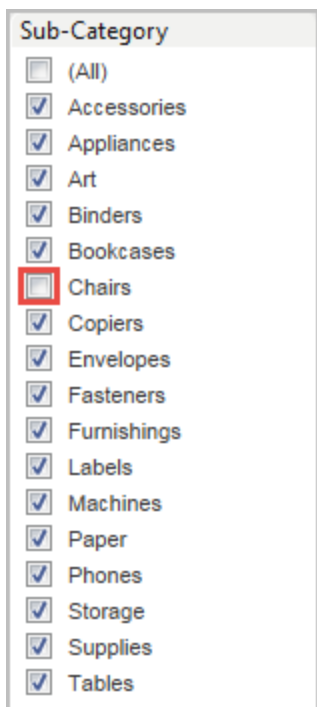 Sub-Category
(All)
Accessories
Appliances
Art
Binders
Bookcases
Chairs
Copiers
Envelopes
Fasteners
Furnishings
Labels
Machines
Paper
Phones
Storage
Supplies
Tables